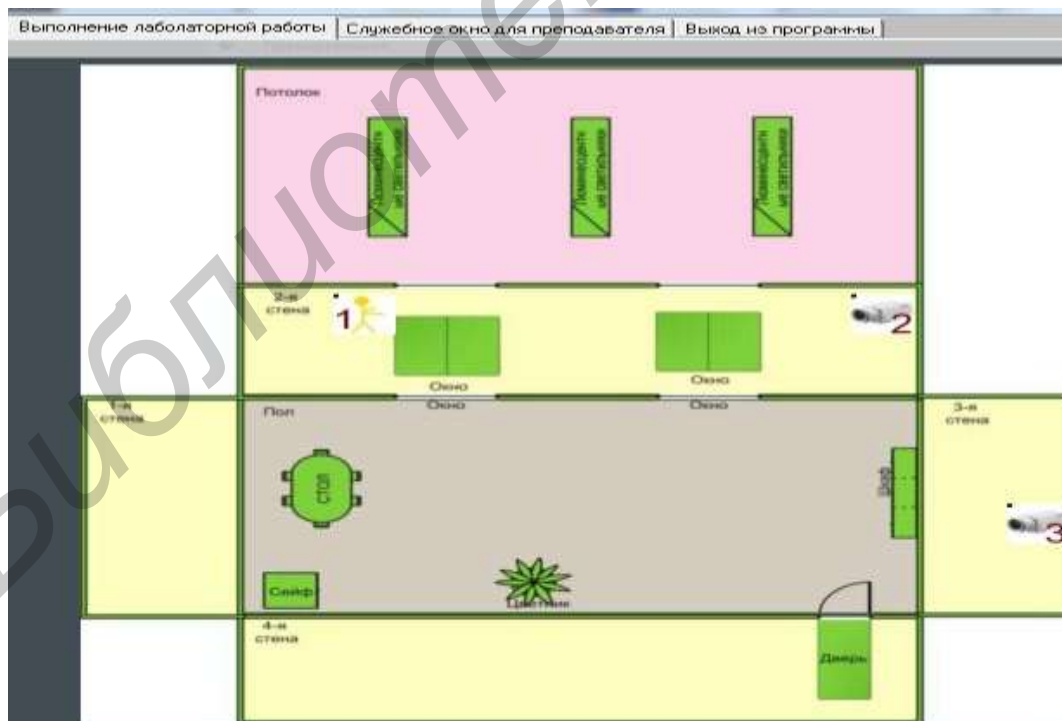 Выполнение лаболаторной работы
Служебное окно для преподавателя
Выход из программы
Потолок
2-я
стена
1
2
Окно
Окно
Окно
Окно
1-я
стена
Пол
3-я
стена
стол
Шкаф
3
Сейф
Цветник
4-я
стена
Дверь